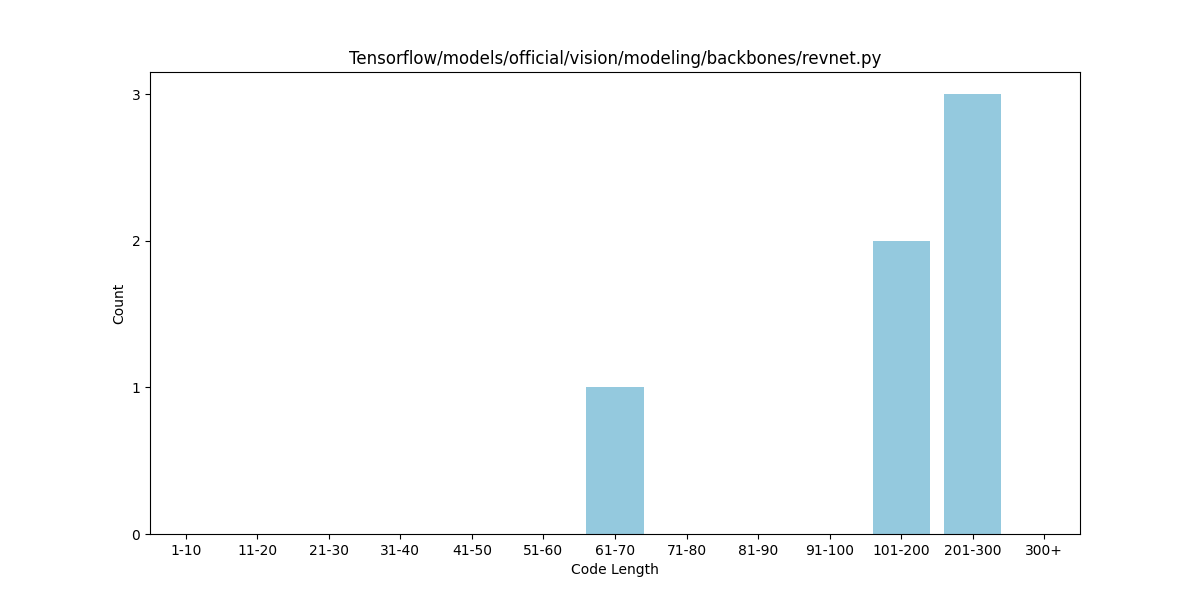 Tensorflow/models/official/vision/modeling/backbones/revnet.py
3
2
1
0
Count
1-10 11-20 21-30 31-40 41-50 51-60 61-70 71-80 81-90 91-100 101-200 201-300 300+
Code Length